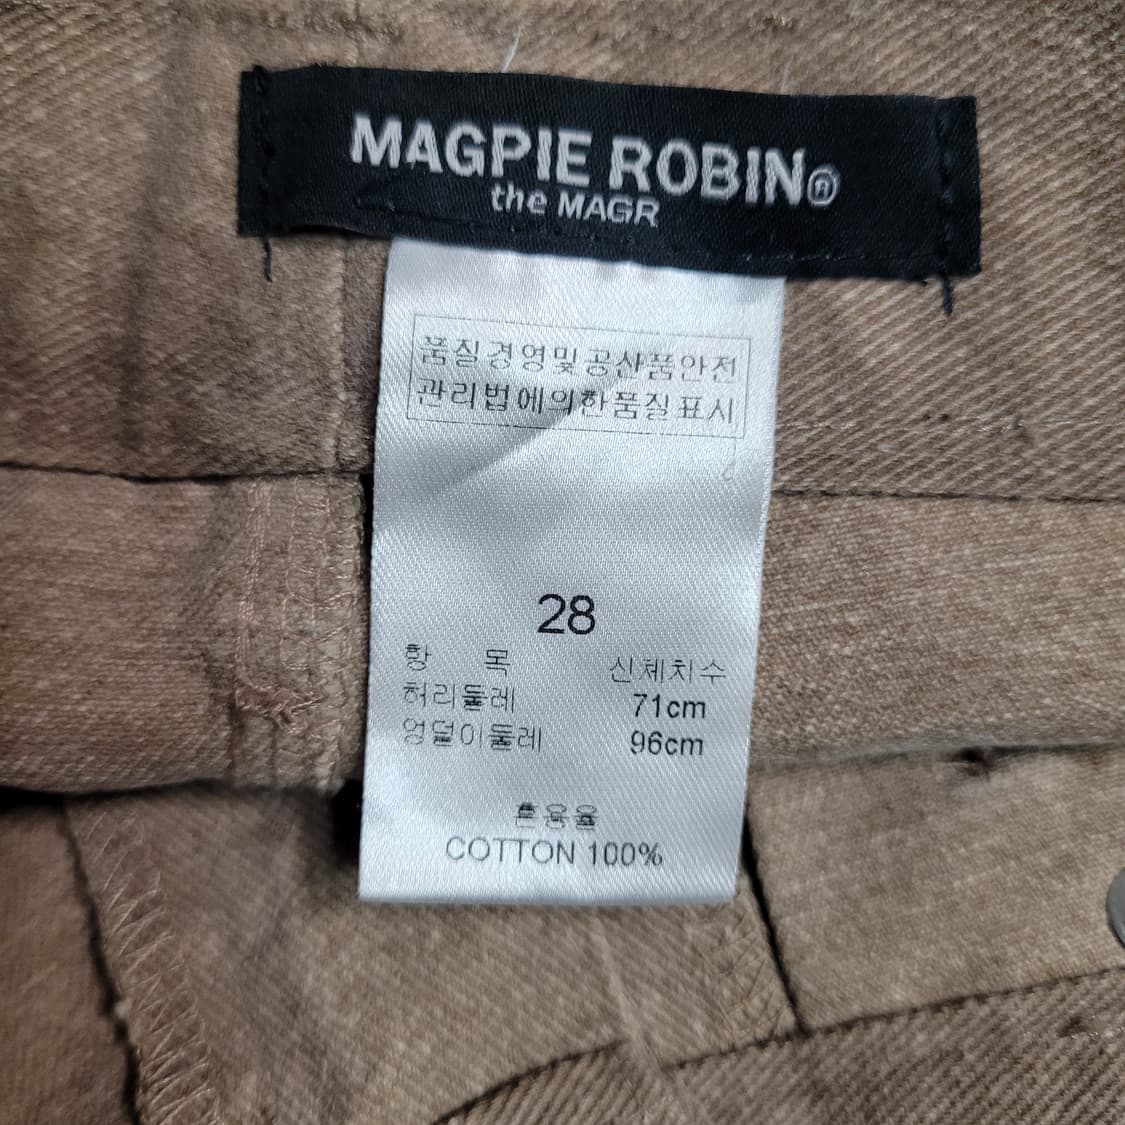 MAGPIE ROBIN®
the MAGR
품질경영및공산품안전
관리법에의한품질표시
28
항 목 신체치수
허리둘레 71cm
엉덜이둘레 96cm
혼용율
COTTON 100%